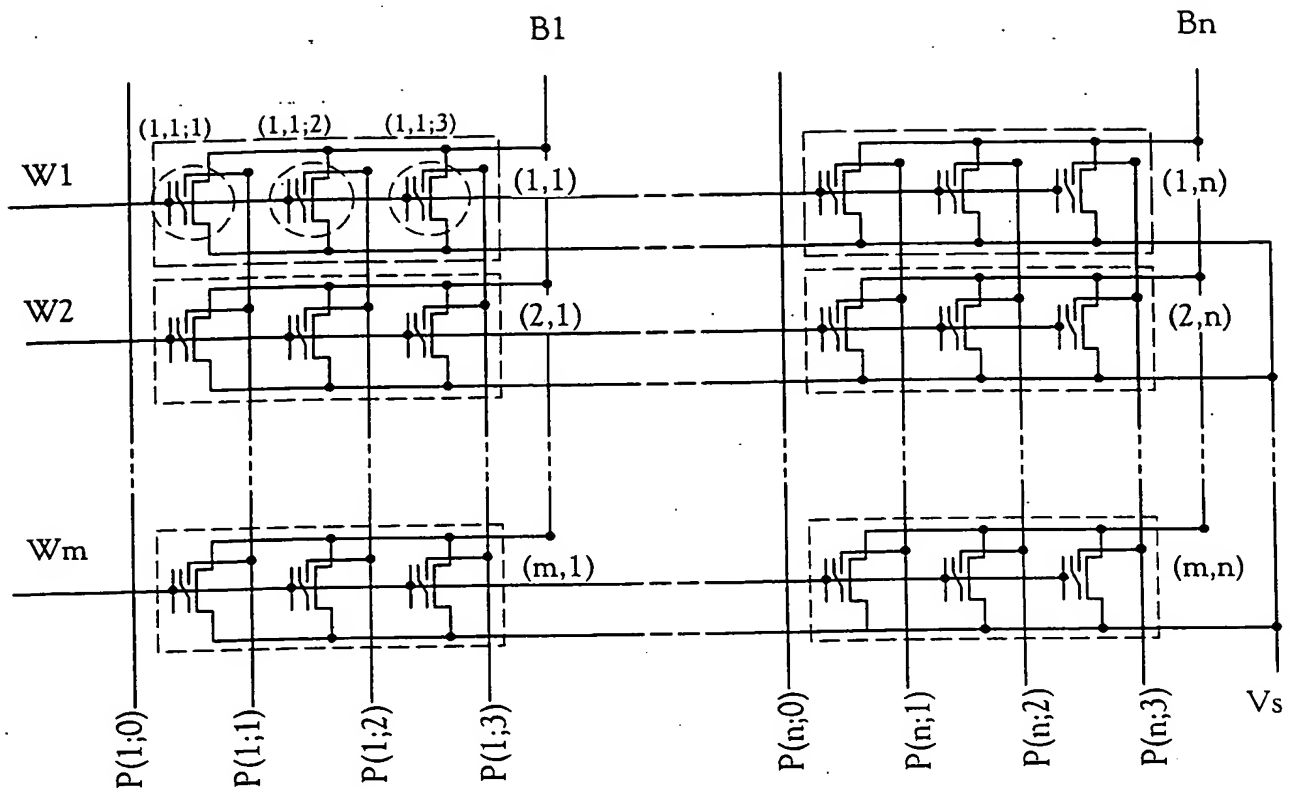 B1
Bn
(1,1;1) (1,1;2) (1,1;3)
W1
(1,1)
(1,n)
W2
(2,1)
(2,n)
Wm
(m,1)
(m,n)
Vs
P(1;0)
P(1;1)
P(1;2)
P(1;3)
P(n;0)
P(n;1)
P(n;2)
P(n;3)